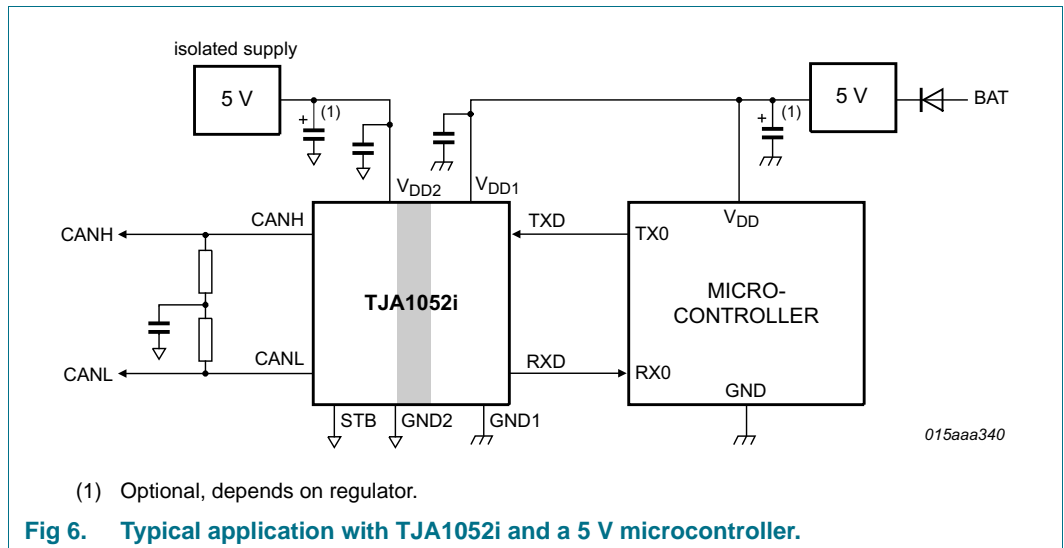 isolated supply
5 V
(1)
+
5 V
BAT
(1)
+
VDD2
VDD1
CANH
CANH
TXD
TX0
VDD
TJA1052i
MICRO-
CONTROLLER
CANL
CANL
RXD
RX0
GND
STB
GND2
GND1
015aaa340
(1) Optional, depends on regulator.
Fig 6. Typical application with TJA1052i and a 5 V microcontroller.